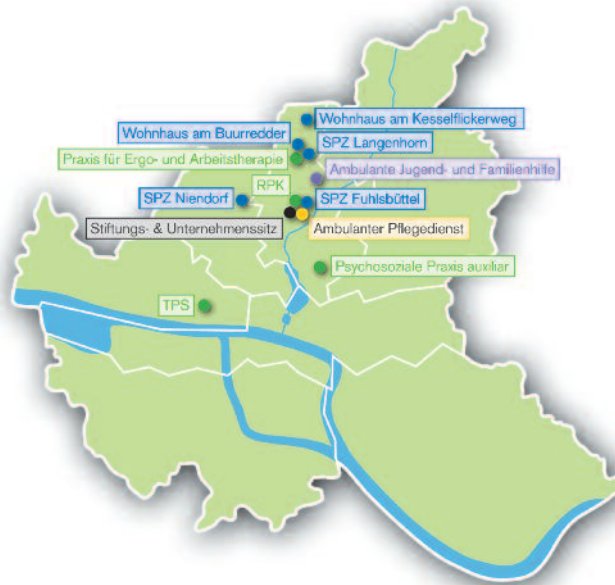 Wohnhaus am Kesselflickerweg
Wohnhaus am Buurredder
SPZ Langenhorn
Praxis für Ergo- und Arbeitstherapie
Ambulante Jugend- und Familienhilfe
RPK
SPZ Niendorf
SPZ Fuhlsbüttel
Stiftungs- & Unternehmenssitz
Ambulanter Pflegedienst
Psychosoziale Praxis auxiliar
TPS